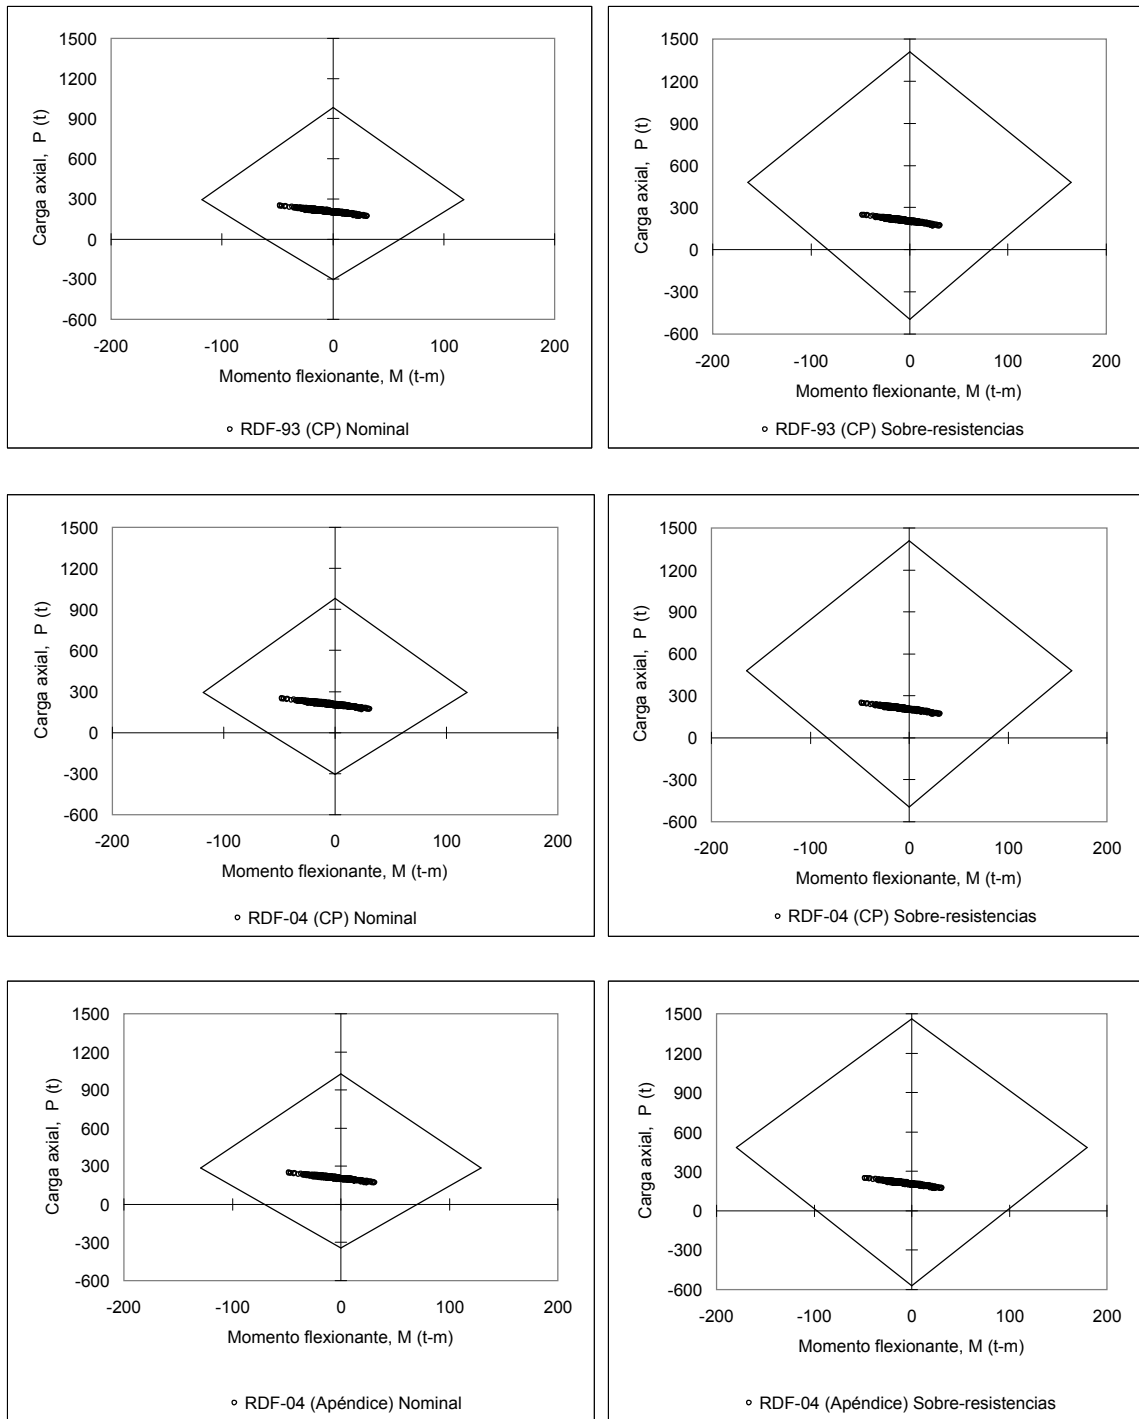 1500
1200
900
600
300
0
-300
-600
Carga axial, P (t)
-200 -100 0 100 200
Momento flexionante, M (t-m)
RDF-93 (CP) Nominal
1500
1200
900
600
300
0
-300
-600
Carga axial, P (t)
-200 -100 0 100 200
Momento flexionante, M (t-m)
RDF-93 (CP) Sobre-resistencias
1500
1200
900
600
300
0
-300
-600
Carga axial, P (t)
-200 -100 0 100 200
Momento flexionante, M (t-m)
RDF-04 (CP) Nominal
1500
1200
900
600
300
0
-300
-600
Carga axial, P (t)
-200 -100 0 100 200
Momento flexionante, M (t-m)
RDF-04 (CP) Sobre-resistencias
1500
1200
900
600
300
0
-300
-600
Carga axial, P (t)
-200 -100 0 100 200
Momento flexionante, M (t-m)
RDF-04 (Apéndice) Nominal
1500
1200
900
600
300
0
-300
-600
Carga axial, P (t)
-200 -100 0 100 200
Momento flexionante, M (t-m)
RDF-04 (Apéndice) Sobre-resistencias